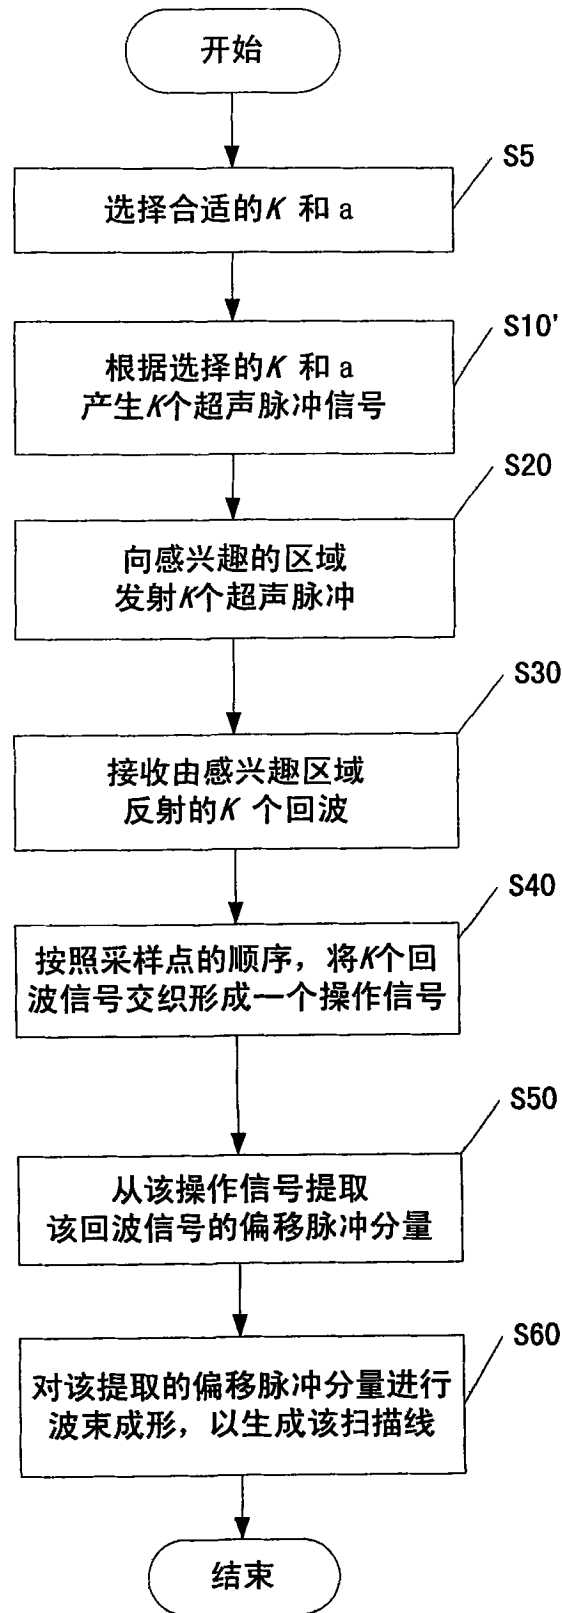 开始
S5
选择合适的K 和 a
S10'
根据选择的K 和 a
产生K个超声脉冲信号
S20
向感兴趣的区域
发射K个超声脉冲
S30
接收由感兴趣区域
反射的K 个回波
S40
按照采样点的顺序，将K个回
波信号交织形成一个操作信号
S50
从该操作信号提取
该回波信号的偏移脉冲分量
S60
对该提取的偏移脉冲分量进行
波束成形，以生成该扫描线
结束